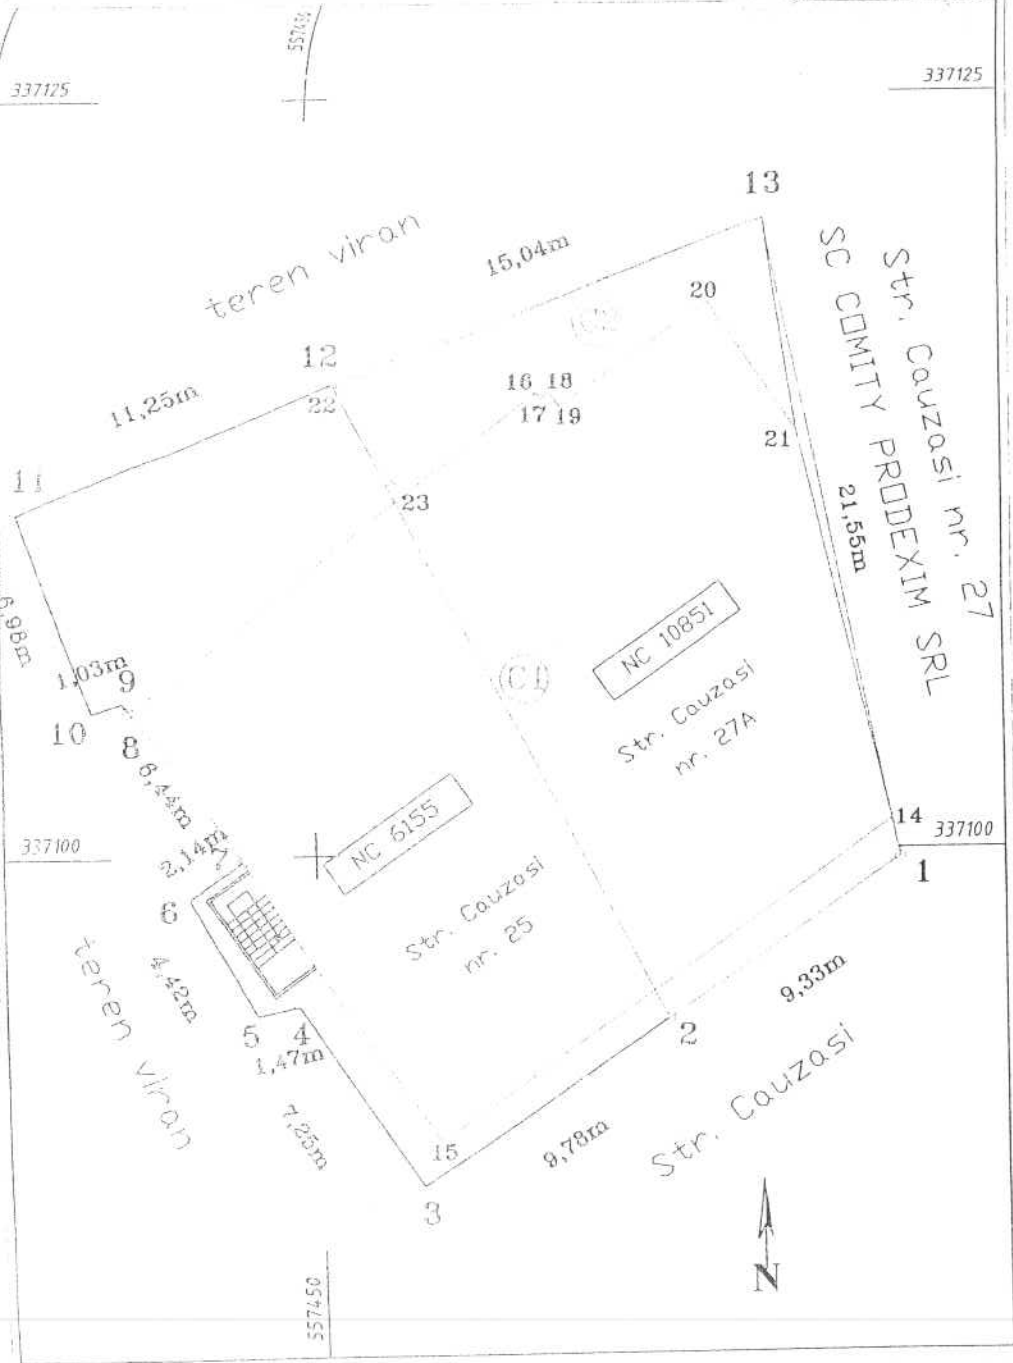 337125
337125
13
teren viran
15,04m
Str. Cauzasi nr. 27
SC COMITY PRODEXIM SRL
20
12
16 18
17 19
11,25m
22
21
11
23
21,55m
6,98m
NC 10851
(C1)
Str. Cauzasi
nr. 27A
1,03m
9
10
8
6,44m
NC 6155
14
337100
337100
2,14m
7
1
6
Str. Cauzasi
nr. 25
teren viran
4,42m
9,33m
5
4
2
1,47m
Str. Cauzasi
7,25m
9,78m
15
3
N
557450